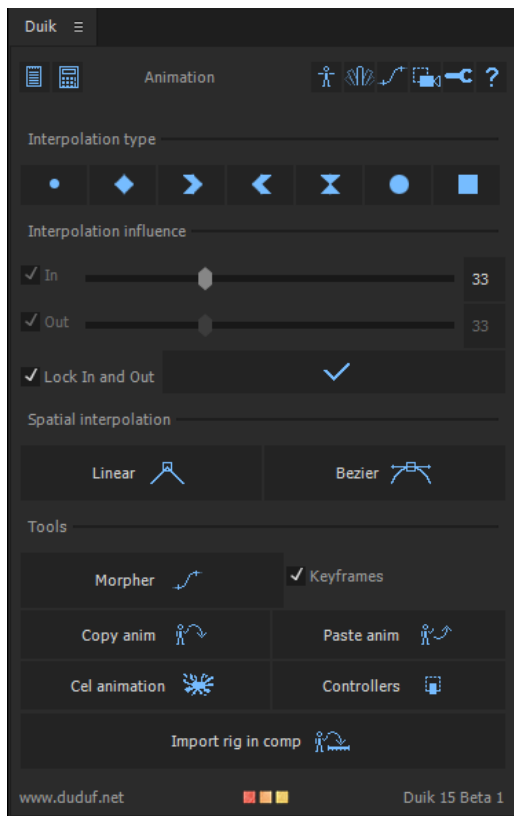 Duik
Animation
?
Interpolation type
Interpolation influence
In
33
Out
33
Lock In and Out
Spatial interpolation
Linear
Bezier
Tools
Morpher
Keyframes
Copy anim
Paste anim
Cel animation
Controllers
Import rig in comp
www.duduf.net
Duik 15 Beta 1